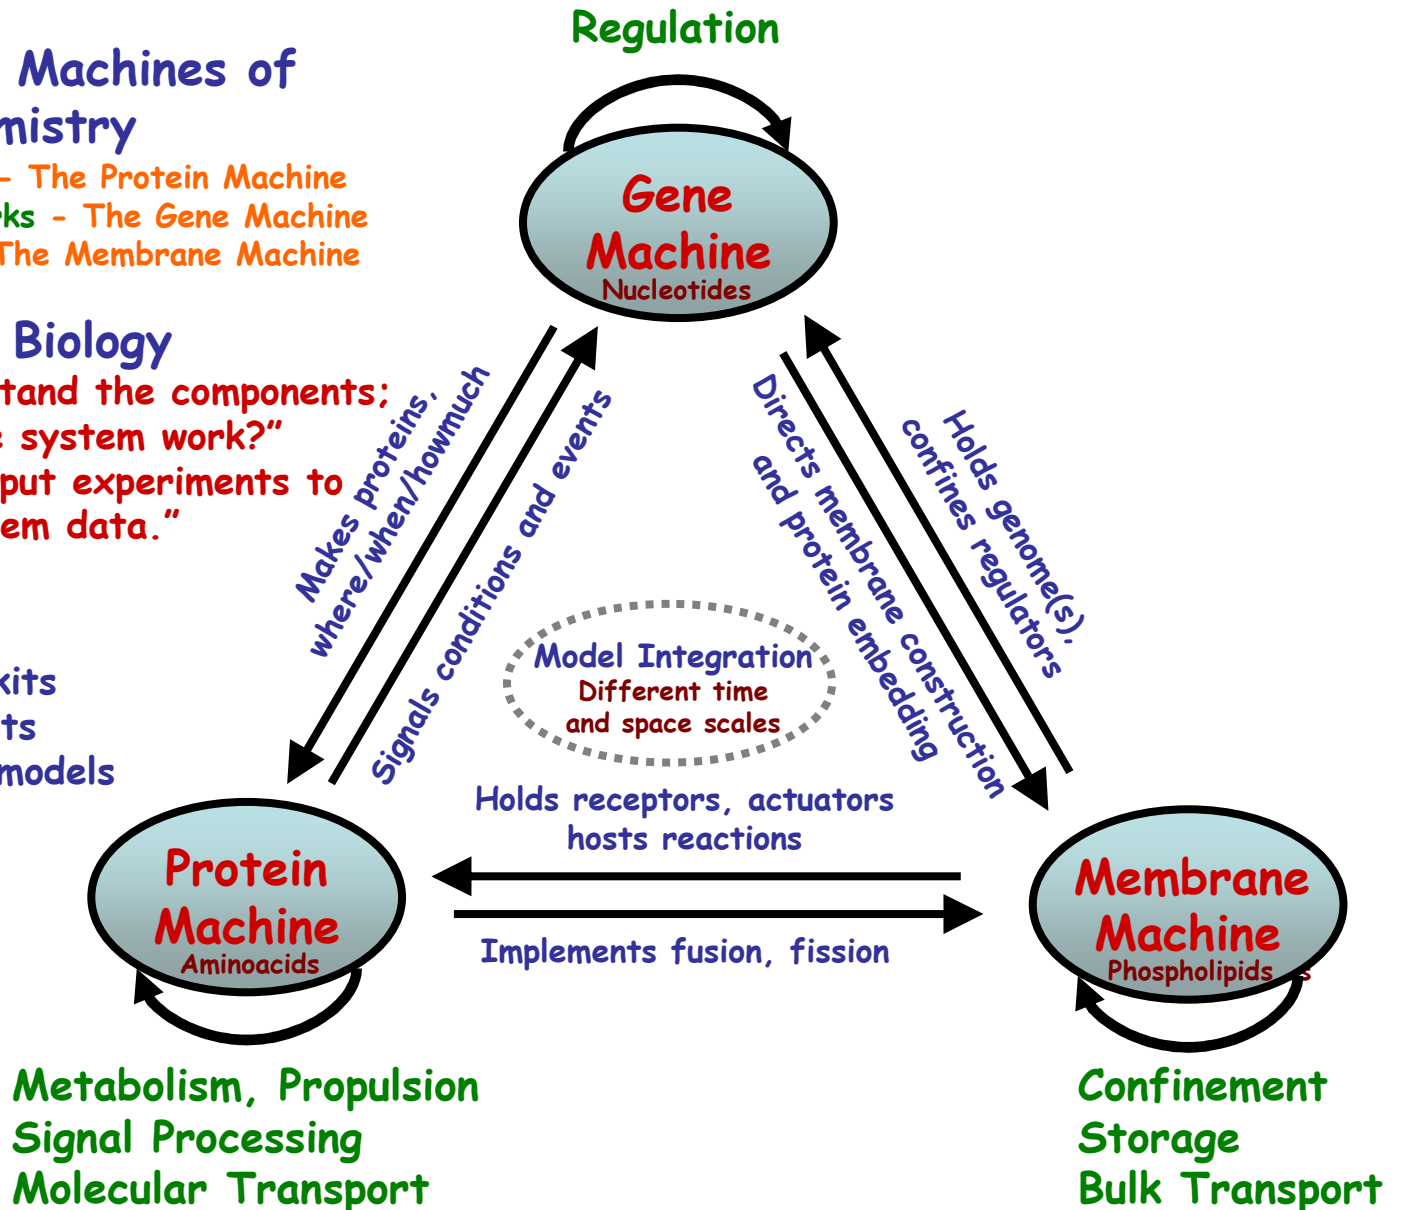 Regulation
Machines of
mistry
- The Protein Machine
rks - The Gene Machine
The Membrane Machine
Biology
tand the components;
e system work?”
put experiments to
em data.”
kits
ts
models
Gene
Machine
Nucleotides
Makes proteins,
where/when/howmuch
Signals conditions and events
Directs membrane construction
and protein embedding
Holds genome(s),
confines regulators
Model Integration
Different time
and space scales
Holds receptors, actuators
hosts reactions
Implements fusion, fission
Protein
Machine
Aminoacids
Membrane
Machine
Phospholipids s
Metabolism, Propulsion
Signal Processing
Molecular Transport
Confinement
Storage
Bulk Transport